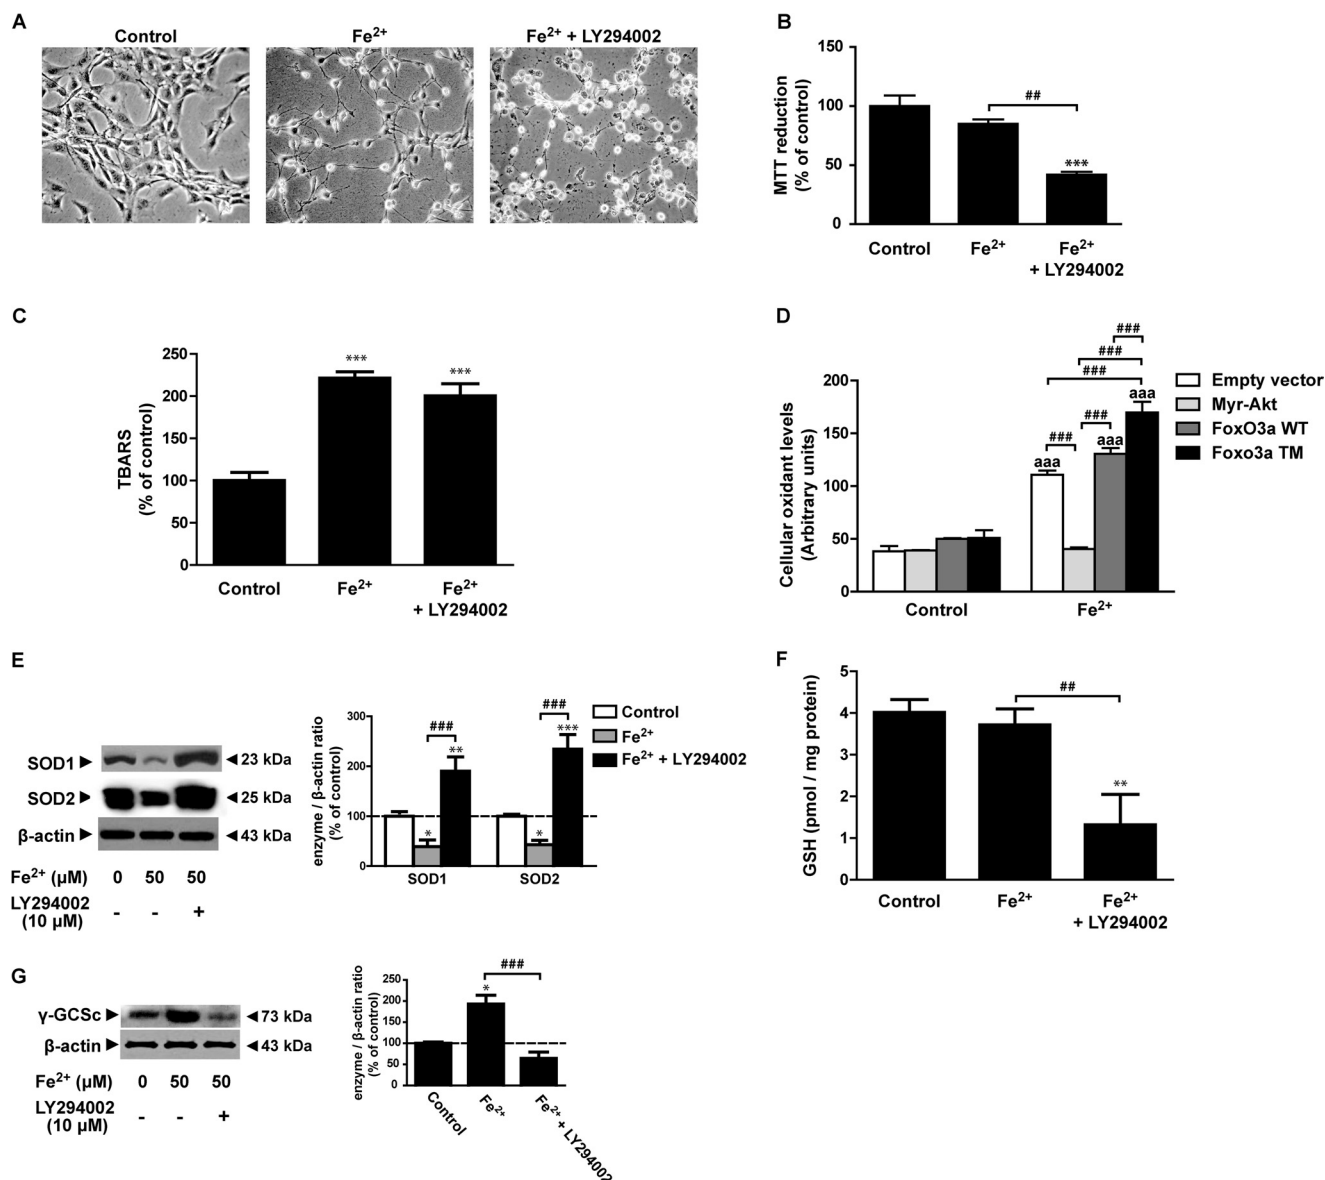 A
Control
Fe²⁺
Fe²⁺ + LY294002
B
MTT reduction
(% of control)
150
100
50
0
##
***
Control
Fe²⁺
Fe²⁺
+ LY294002
C
TBARS
(% of control)
250
200
150
100
50
0
***
***
Control
Fe²⁺
Fe²⁺
+ LY294002
D
Cellular oxidant levels
(Arbitrary units)
200
150
100
50
0
###
###
###
###
###
aaa
aaa
aaa
Control
Fe²⁺
Empty vector
Myr-Akt
FoxO3a WT
Foxo3a TM
E
SOD1
23 kDa
SOD2
25 kDa
β-actin
43 kDa
Fe²⁺ (µM) 0 50 50
LY294002
(10 µM) - - +
enzyme / β-actin ratio
(% of control)
300
200
100
0
###
###
*
**
*
***
SOD1
SOD2
Control
Fe²⁺
Fe²⁺ + LY294002
F
GSH (pmol / mg protein)
5
4
3
2
1
0
##
**
Control
Fe²⁺
Fe²⁺
+ LY294002
G
γ-GCSc
73 kDa
β-actin
43 kDa
Fe²⁺ (µM) 0 50 50
LY294002
(10 µM) - - +
enzyme / β-actin ratio
(% of control)
250
200
150
100
50
0
###
*
Control
Fe²⁺
Fe²⁺ + LY294002